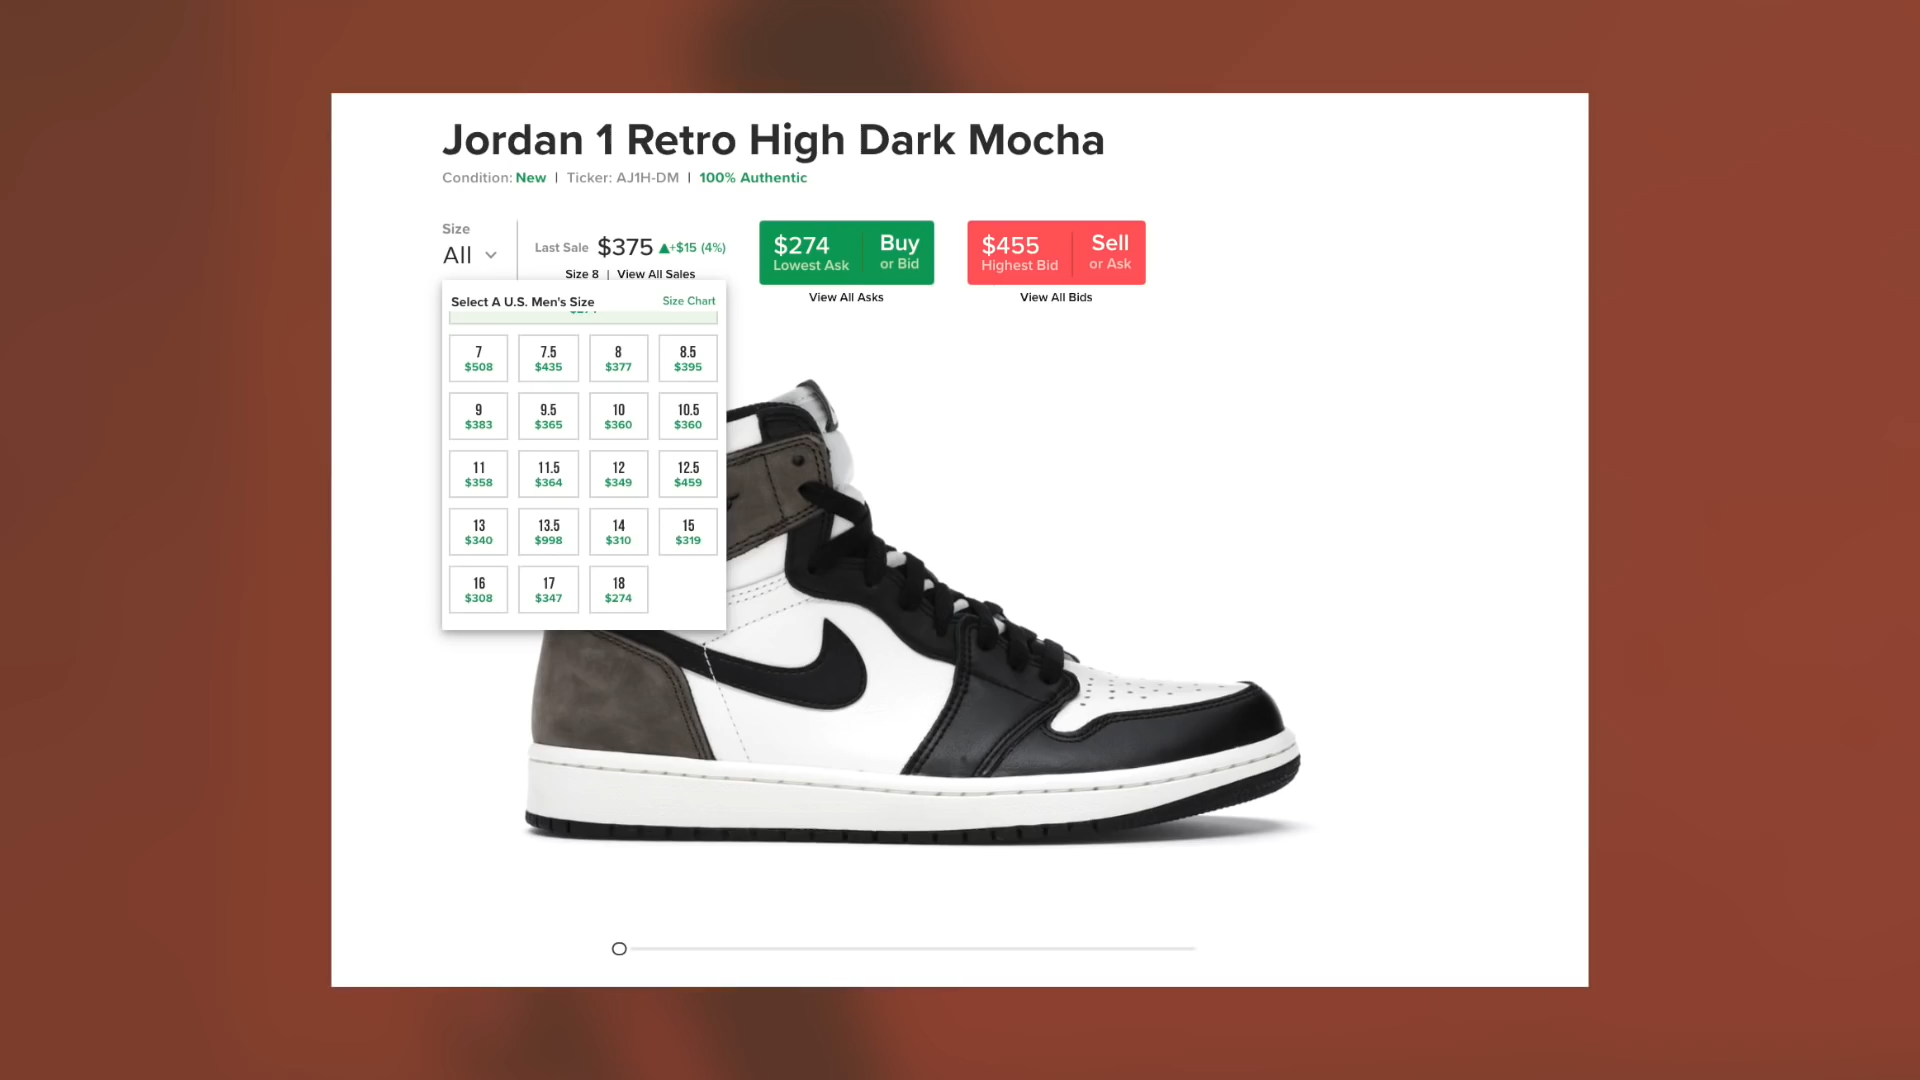 Jordan 1 Retro High Dark Mocha
Condition: New | Ticker: AJ1H-DM | 100% Authentic
Size
All
Last Sale $375 ▲+$15 (4%)
Size 8 | View All Sales
$274 Buy
Lowest Ask or Bid
View All Asks
$455 Sell
Highest Bid or Ask
View All Bids
Select A U.S. Men's Size Size Chart
7 7.5 8 8.5
$508 $435 $377 $395
9 9.5 10 10.5
$383 $365 $360 $360
11 11.5 12 12.5
$358 $364 $349 $459
13 13.5 14 15
$340 $998 $310 $319
16 17 18
$308 $347 $274